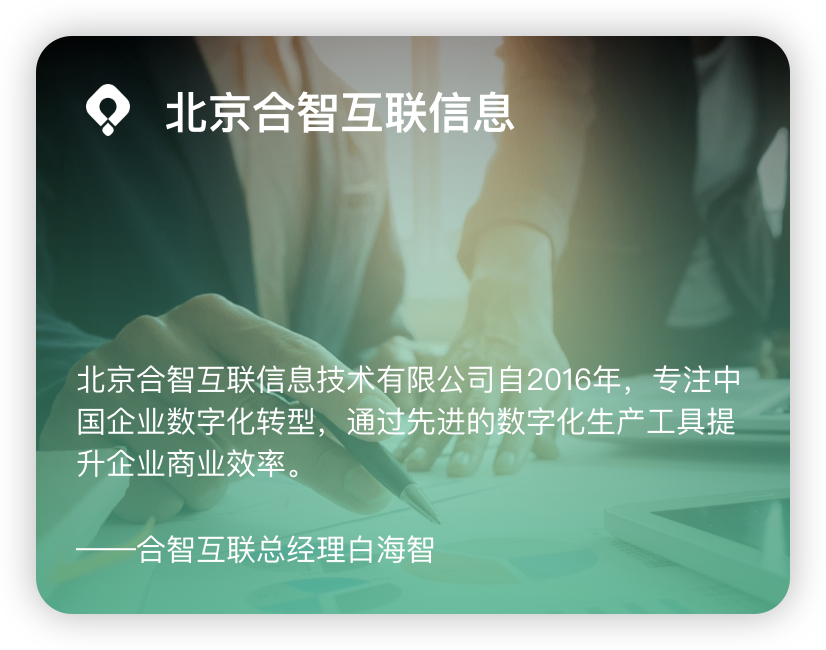 北京合智互联信息
北京合智互联信息技术有限公司自2016年，专注中
国企业数字化转型，通过先进的数字化生产工具提
升企业商业效率。
——合智互联总经理白海智